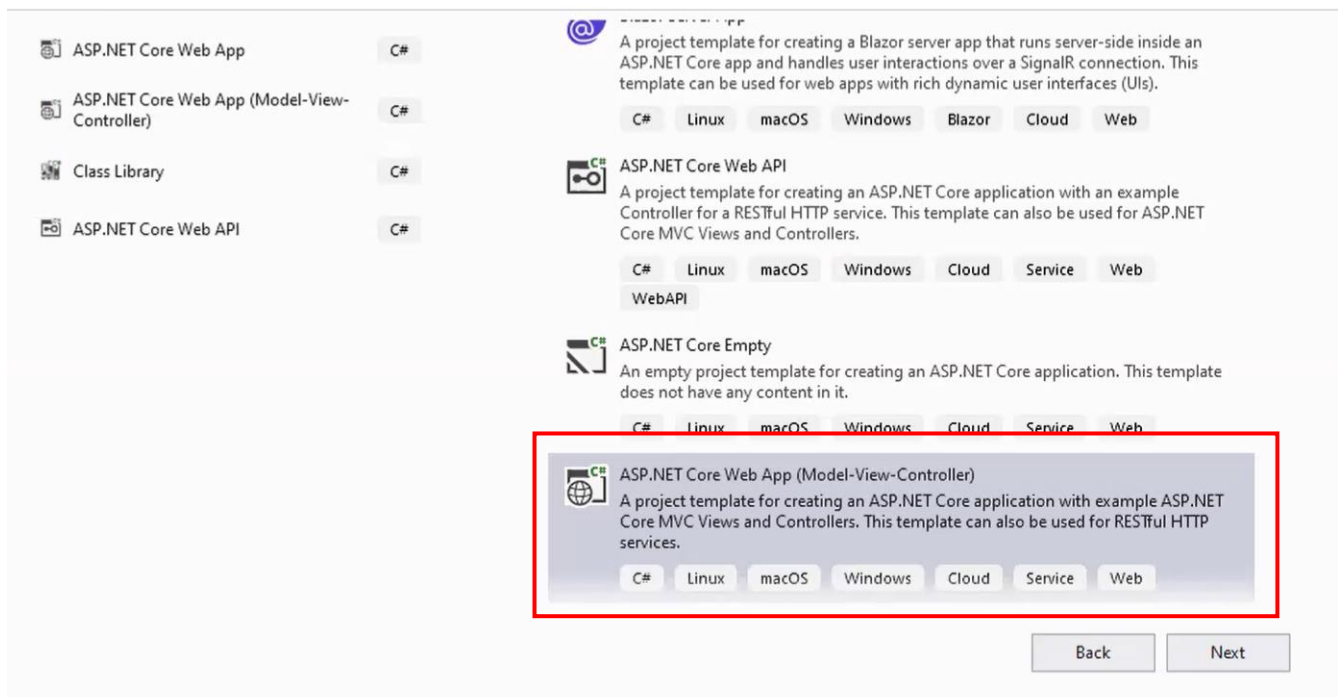 ASP.NET Core Web App C#
ASP.NET Core Web App (Model-View-
Controller) C#
Class Library C#
ASP.NET Core Web API C#
A project template for creating a Blazor server app that runs server-side inside an
ASP.NET Core app and handles user interactions over a SignalR connection. This
template can be used for web apps with rich dynamic user interfaces (UIs).
C# Linux macOS Windows Blazor Cloud Web
C#
ASP.NET Core Web API
A project template for creating an ASP.NET Core application with an example
Controller for a RESTful HTTP service. This template can also be used for ASP.NET
Core MVC Views and Controllers.
C# Linux macOS Windows Cloud Service Web
WebAPI
C#
ASP.NET Core Empty
An empty project template for creating an ASP.NET Core application. This template
does not have any content in it.
C# Linux macOS Windows Cloud Service Web
C#
ASP.NET Core Web App (Model-View-Controller)
A project template for creating an ASP.NET Core application with example ASP.NET
Core MVC Views and Controllers. This template can also be used for RESTful HTTP
services.
C# Linux macOS Windows Cloud Service Web
Back Next